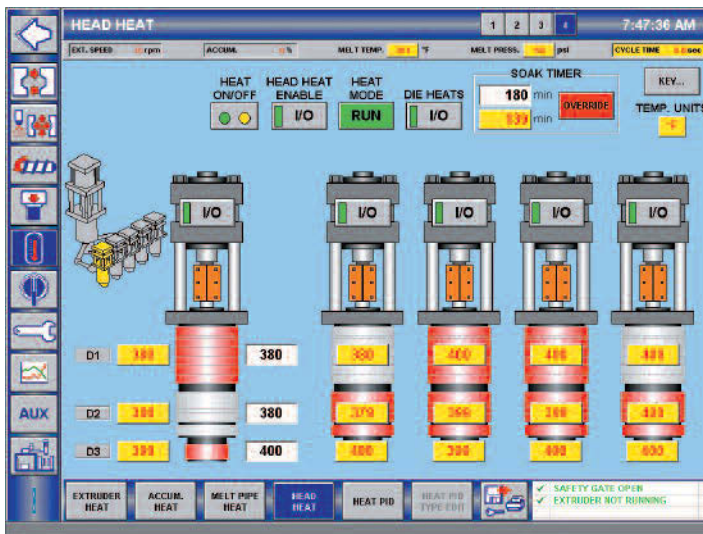 HEAD HEAT
1 2 3 4
7:47:36 AM
EXT. SPEED rpm
ACCUM. %
MELT TEMP. °F
MELT PRESS. psi
CYCLE TIME sec
HEAT ON/OFF
HEAD HEAT ENABLE
I/O
HEAT MODE
RUN
DIE HEATS
I/O
SOAK TIMER
180 min
min
OVERRIDE
KEY...
TEMP. UNITS
°F
I/O
I/O
I/O
I/O
I/O
D1 380 380 380 400 400 400
D2 380 380 379 400
D3 400 400 400 400
AUX
EXTRUDER HEAT
ACCUM. HEAT
MELT PIPE HEAT
HEAD HEAT
HEAT PID
HEAT PID TYPE EDIT
SAFETY GATE OPEN
EXTRUDER NOT RUNNING